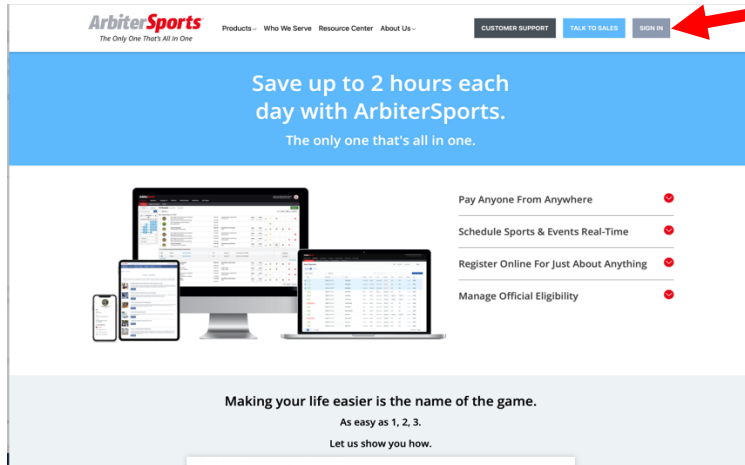 ArbiterSports
The Only One That's All in One
Products Who We Serve Resource Center About Us
CUSTOMER SUPPORT TALK TO SALES SIGN IN
Save up to 2 hours each
day with ArbiterSports.
The only one that's all in one.
Pay Anyone From Anywhere
Schedule Sports & Events Real-Time
Register Online For Just About Anything
Manage Official Eligibility
Making your life easier is the name of the game.
As easy as 1, 2, 3.
Let us show you how.